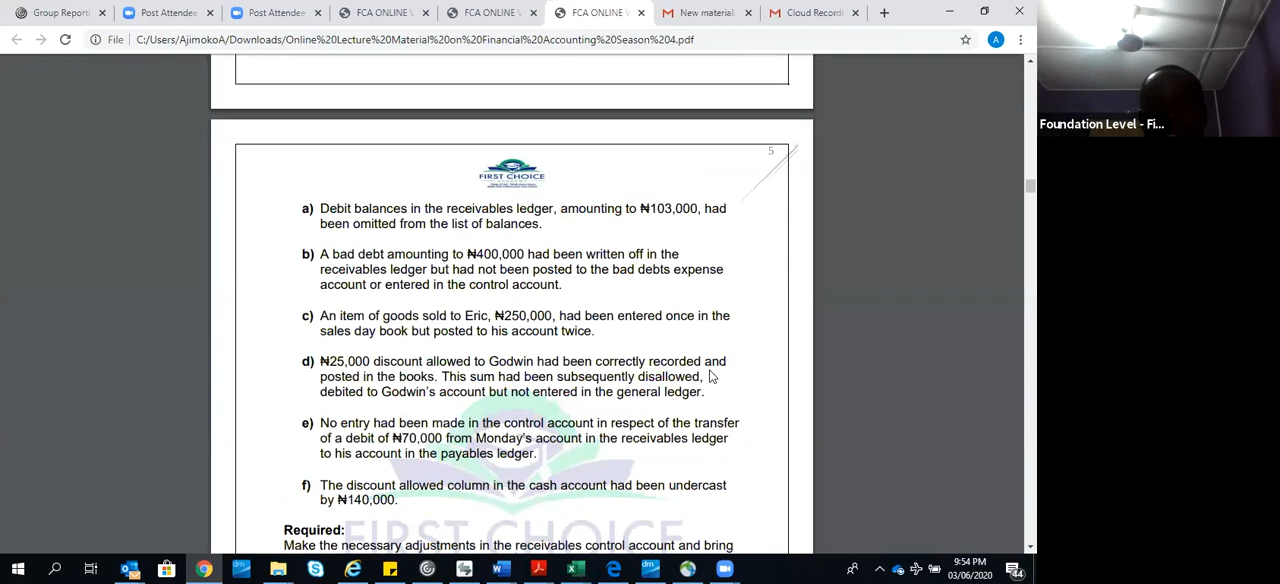 Group Reporti
Post Attendee
Post Attendee
FCA ONLINE V
FCA ONLINE V
FCA ONLINE V
New material
Cloud Record
File
C:/Users/AjimokoA/Downloads/Online%20Lecture%20Material%20on%20Financial%20Accounting%20Season%204.pdf
A
Foundation Level - Fi...
5
FIRST CHOICE
a) Debit balances in the receivables ledger, amounting to ₦103,000, had
been omitted from the list of balances.
b) A bad debt amounting to ₦400,000 had been written off in the
receivables ledger but had not been posted to the bad debts expense
account or entered in the control account.
c) An item of goods sold to Eric, ₦250,000, had been entered once in the
sales day book but posted to his account twice.
d) ₦25,000 discount allowed to Godwin had been correctly recorded and
posted in the books. This sum had been subsequently disallowed,
debited to Godwin's account but not entered in the general ledger.
e) No entry had been made in the control account in respect of the transfer
of a debit of ₦70,000 from Monday's account in the receivables ledger
to his account in the payables ledger.
f) The discount allowed column in the cash account had been undercast
by ₦140,000.
FIRST CHOICE
Required:
Make the necessary adjustments in the receivables control account and bring
9:54 PM
03/06/2020
44